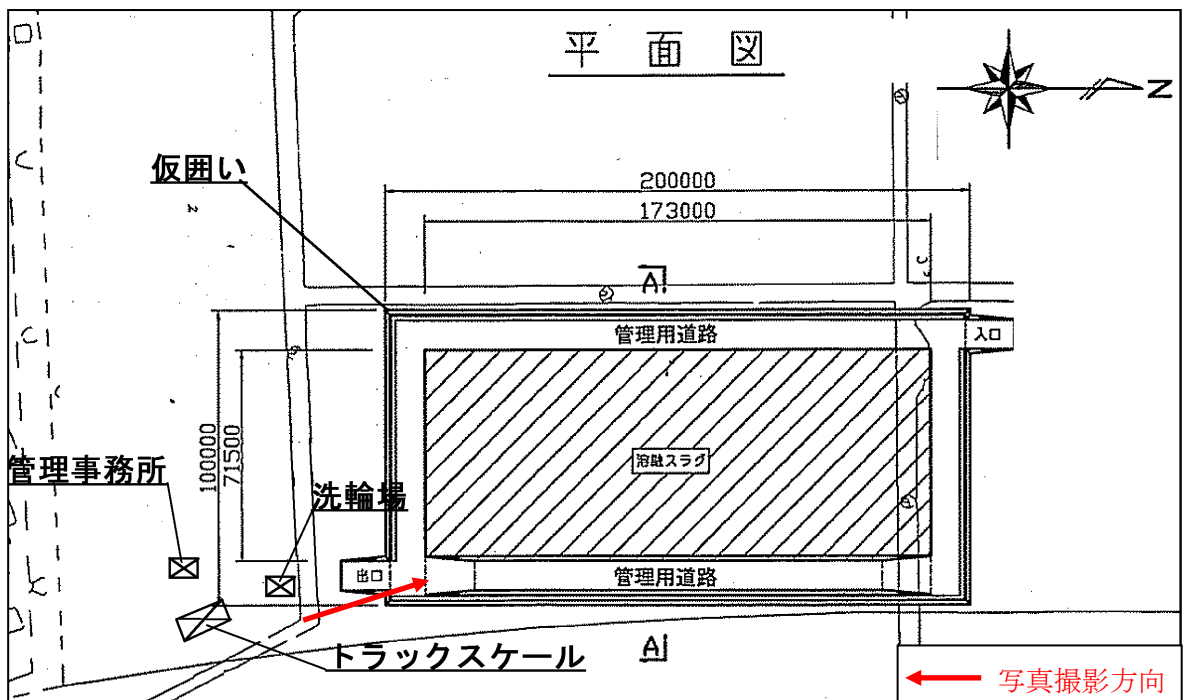 平面図
N
仮囲い
200000
173000
A
管理用道路
入口
100000
71500
溶融スラグ
管理事務所
洗輪場
出口
管理用道路
トラックスケール
A
写真撮影方向